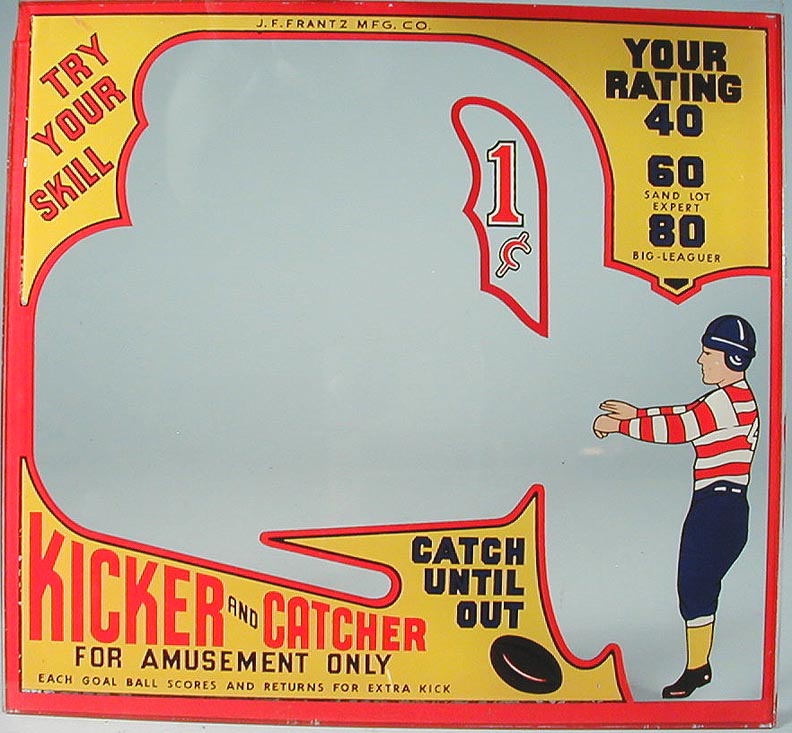 J. F. FRANTZ MFG. CO.
TRY
YOUR
SKILL
YOUR
RATING
40
60
SAND LOT
EXPERT
80
BIG-LEAGUER
1
¢
CATCH
UNTIL
OUT
KICKER AND CATCHER
FOR AMUSEMENT ONLY
EACH GOAL BALL SCORES AND RETURNS FOR EXTRA KICK